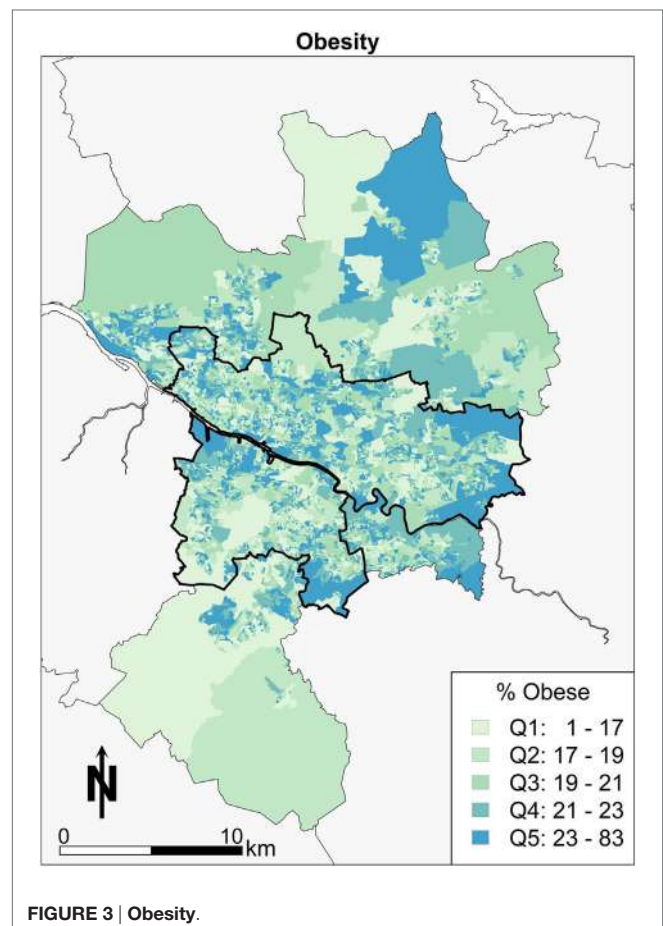 Obesity
% Obese
Q1: 1 - 17
Q2: 17 - 19
Q3: 19 - 21
Q4: 21 - 23
Q5: 23 - 83
N
0 10
km
FIGURE 3 | Obesity.